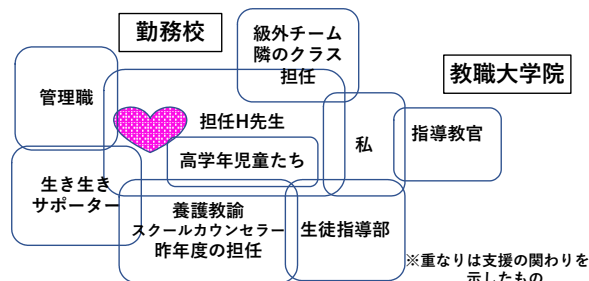 勤務校
級外チーム
隣のクラス
担任
教職大学院
管理職
担任H先生
私
指導教官
高学年児童たち
生き生き
サポーター
養護教諭
スクールカウンセラー
昨年度の担任
生徒指導部
※重なりは支援の関わりを
示したもの